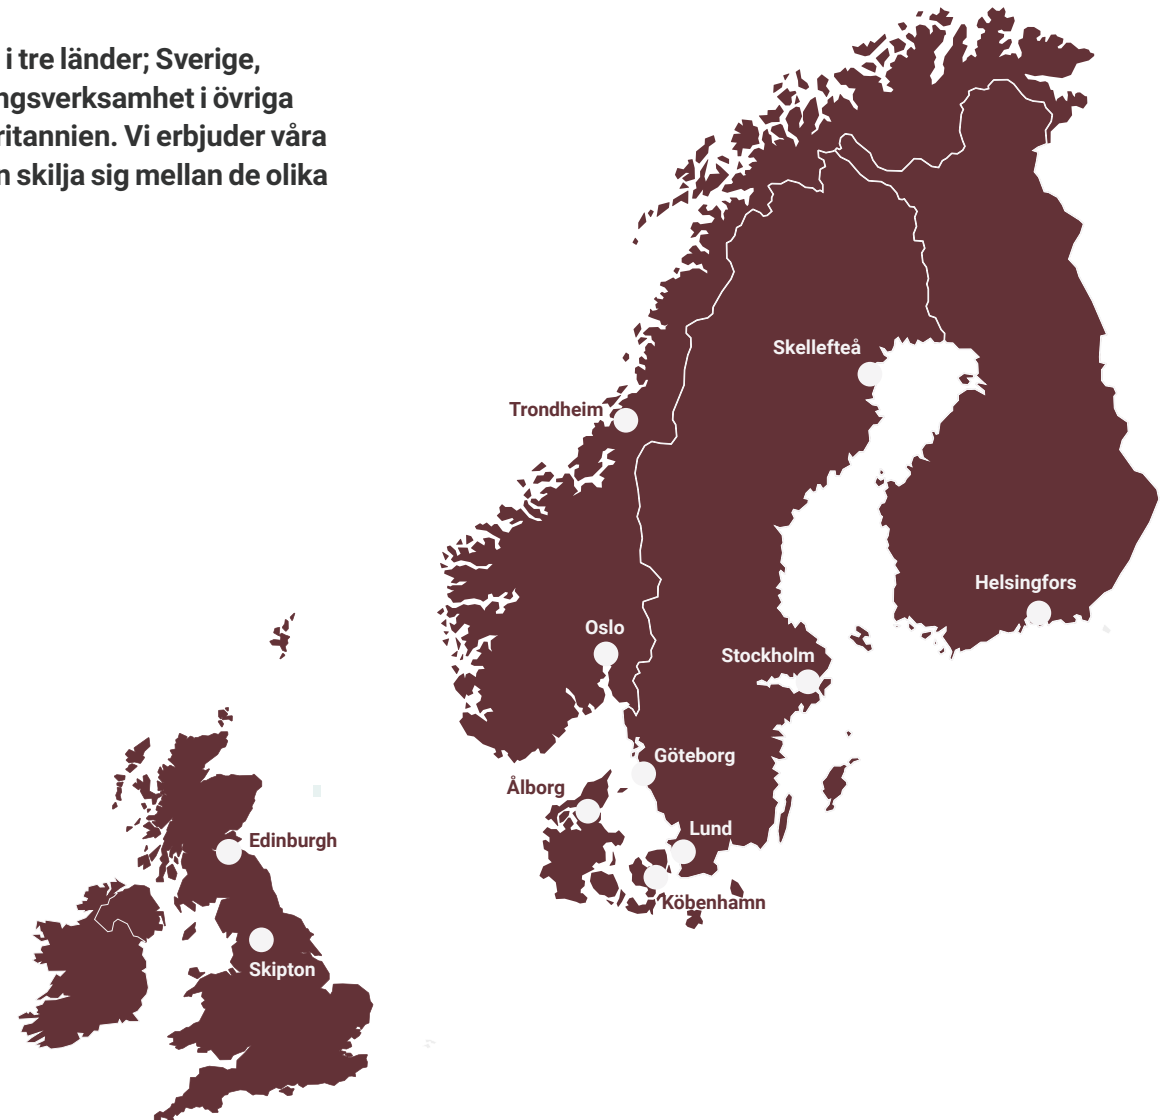 i tre länder; Sverige,
ngsverksamhet i övriga
ritannien. Vi erbjuder våra
n skilja sig mellan de olika
Skellefteå
Trondheim
Helsingfors
Oslo
Stockholm
Göteborg
Ålborg
Lund
Edinburgh
Köbenhamn
Skipton